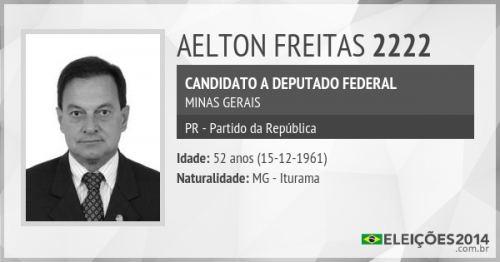 AELTON FREITAS 2222
CANDIDATO A DEPUTADO FEDERAL
MINAS GERAIS
PR - Partido da República
Idade: 52 anos (15-12-1961)
Naturalidade: MG - Iturama
ELEIÇÕES2014
.com.br